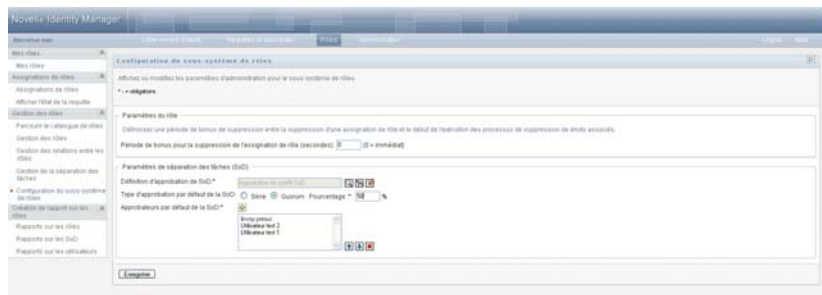 Novell® Identity Manager
Rôles
Mes rôles
Mes rôles
Assignations de rôles
Assignations de rôles
Afficher l'état de la requête
Gestion des rôles
Parcourir le catalogue de rôles
Gestion des rôles
Gestion des relations entre les rôles
Gestion de la séparation des tâches
Configuration du sous-système de rôles
Création de rapport sur les rôles
Rapports sur les rôles
Rapports sur les SoD
Rapports sur les utilisateurs
Configuration du sous-système de rôles
Affichez ou modifiez les paramètres d'administration pour le sous-système de rôles.
* - = obligatoire.
Paramètres du rôle
Définissez une période de bonus de suppression entre la suppression d'une assignation de rôle et le début de l'exécution des processus de suppression de droits associés.
Période de bonus pour la suppression de l'assignation de rôle (secondes): 0 (0 = immédiat)
Paramètres de séparation des tâches (SoD)
Définition d'approbation de SoD:*
Type d'approbation par défaut de la SoD: Série Quorum Pourcentage * 50 %
Approbateurs par défaut de la SoD:*
Utilisateur test 2
Utilisateur test 1
Enregistrer